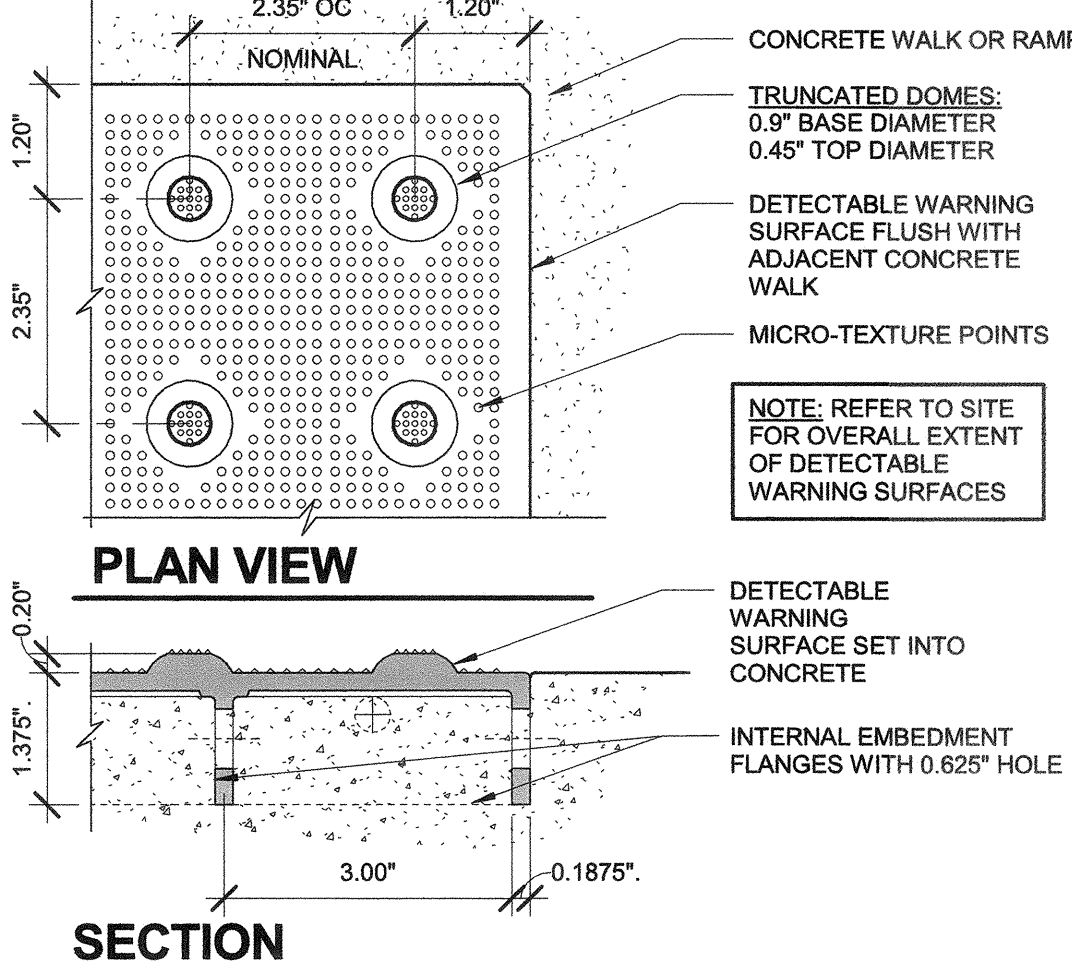 2.35" OC
1.20"
NOMINAL
CONCRETE WALK OR RAMP
TRUNCATED DOMES:
0.9" BASE DIAMETER
0.45" TOP DIAMETER
1.20"
DETECTABLE WARNING
SURFACE FLUSH WITH
ADJACENT CONCRETE
WALK
2.35"
MICRO-TEXTURE POINTS
NOTE: REFER TO SITE
FOR OVERALL EXTENT
OF DETECTABLE
WARNING SURFACES
PLAN VIEW
0.20"
DETECTABLE
WARNING
SURFACE SET INTO
CONCRETE
1.375".
INTERNAL EMBEDMENT
FLANGES WITH 0.625" HOLE
3.00"
0.1875".
SECTION